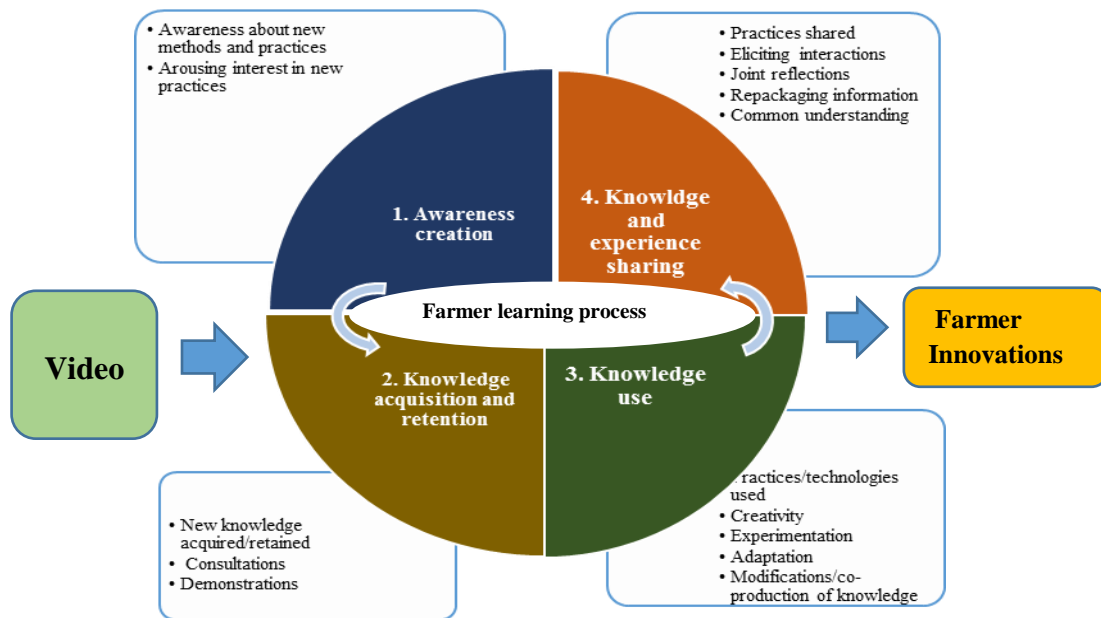 • Awareness about new
methods and practices
• Arousing interest in new
practices
• Practices shared
• Eliciting interactions
• Joint reflections
• Repackaging information
• Common understanding
1. Awareness
creation
4. Knowldge
and
experience
sharing
Video
Farmer learning process
Farmer
Innovations
2. Knowledge
acquisition and
retention
3. Knowledge
use
• New knowledge
acquired/retained
• Consultations
• Demonstrations
ractices/technologies
used
• Creativity
• Experimentation
• Adaptation
• Modifications/co-
production of knowledge